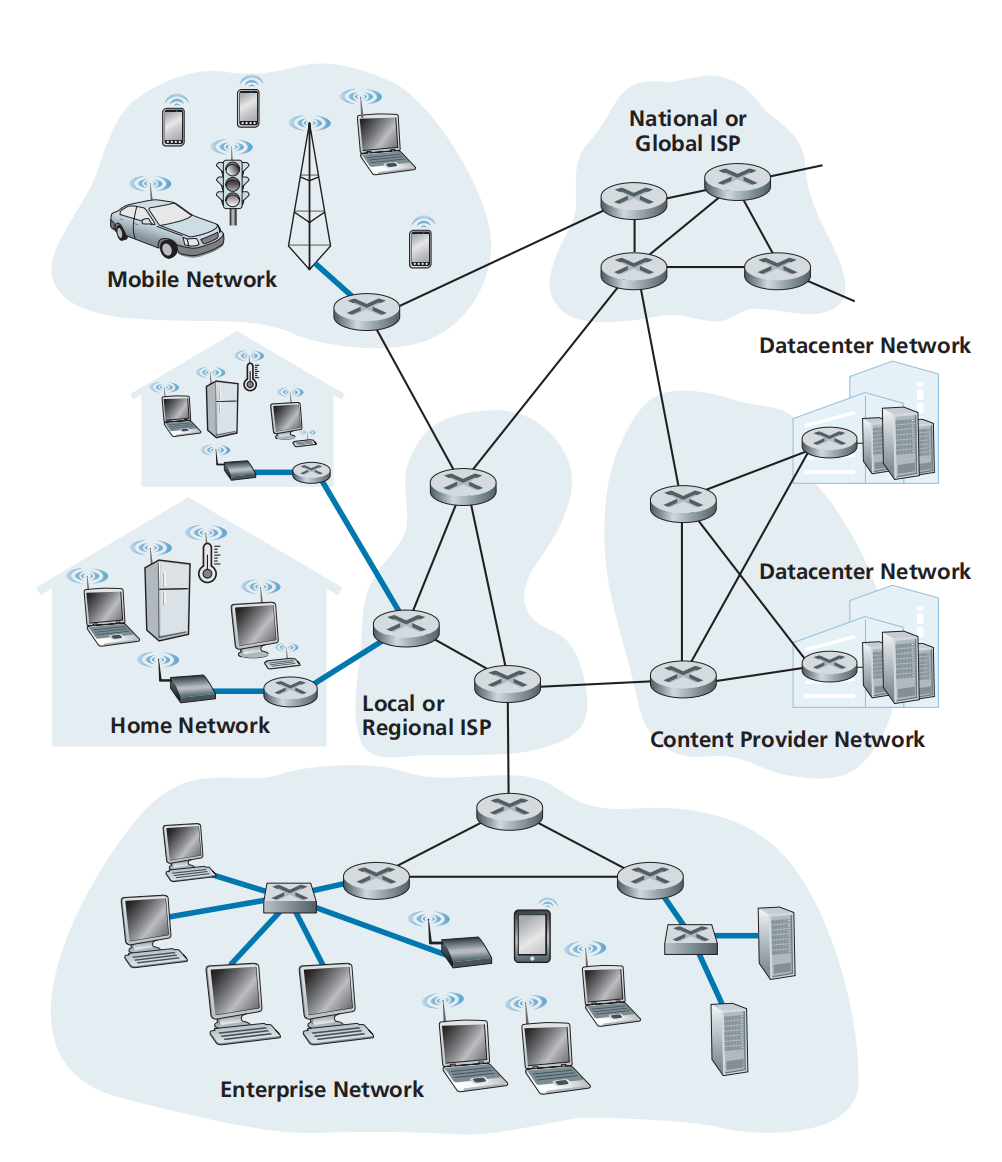 National or
Global ISP
Mobile Network
Datacenter Network
Datacenter Network
Home Network
Local or
Regional ISP
Content Provider Network
Enterprise Network